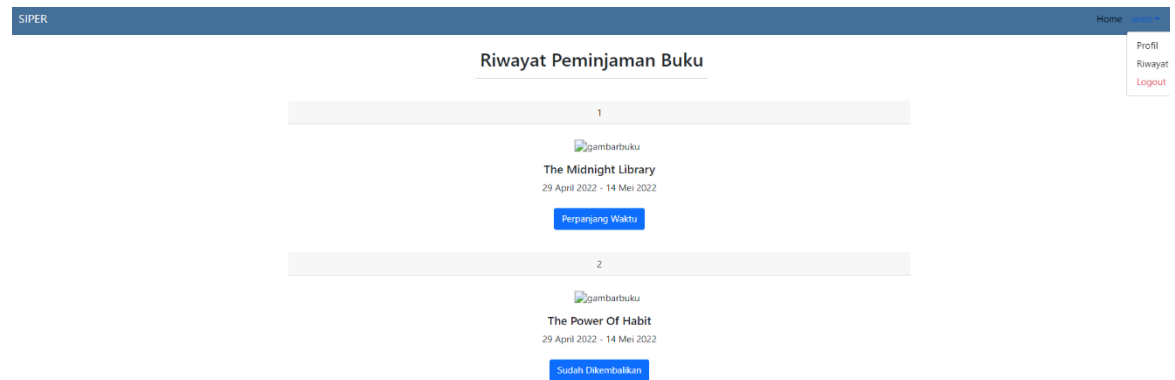 SIPER
Home ando
Profil
Riwayat
Logout
Riwayat Peminjaman Buku
1
gambarbuku
The Midnight Library
29 April 2022 - 14 Mei 2022
Perpanjang Waktu
2
gambarbuku
The Power Of Habit
29 April 2022 - 14 Mei 2022
Sudah Dikembalikan